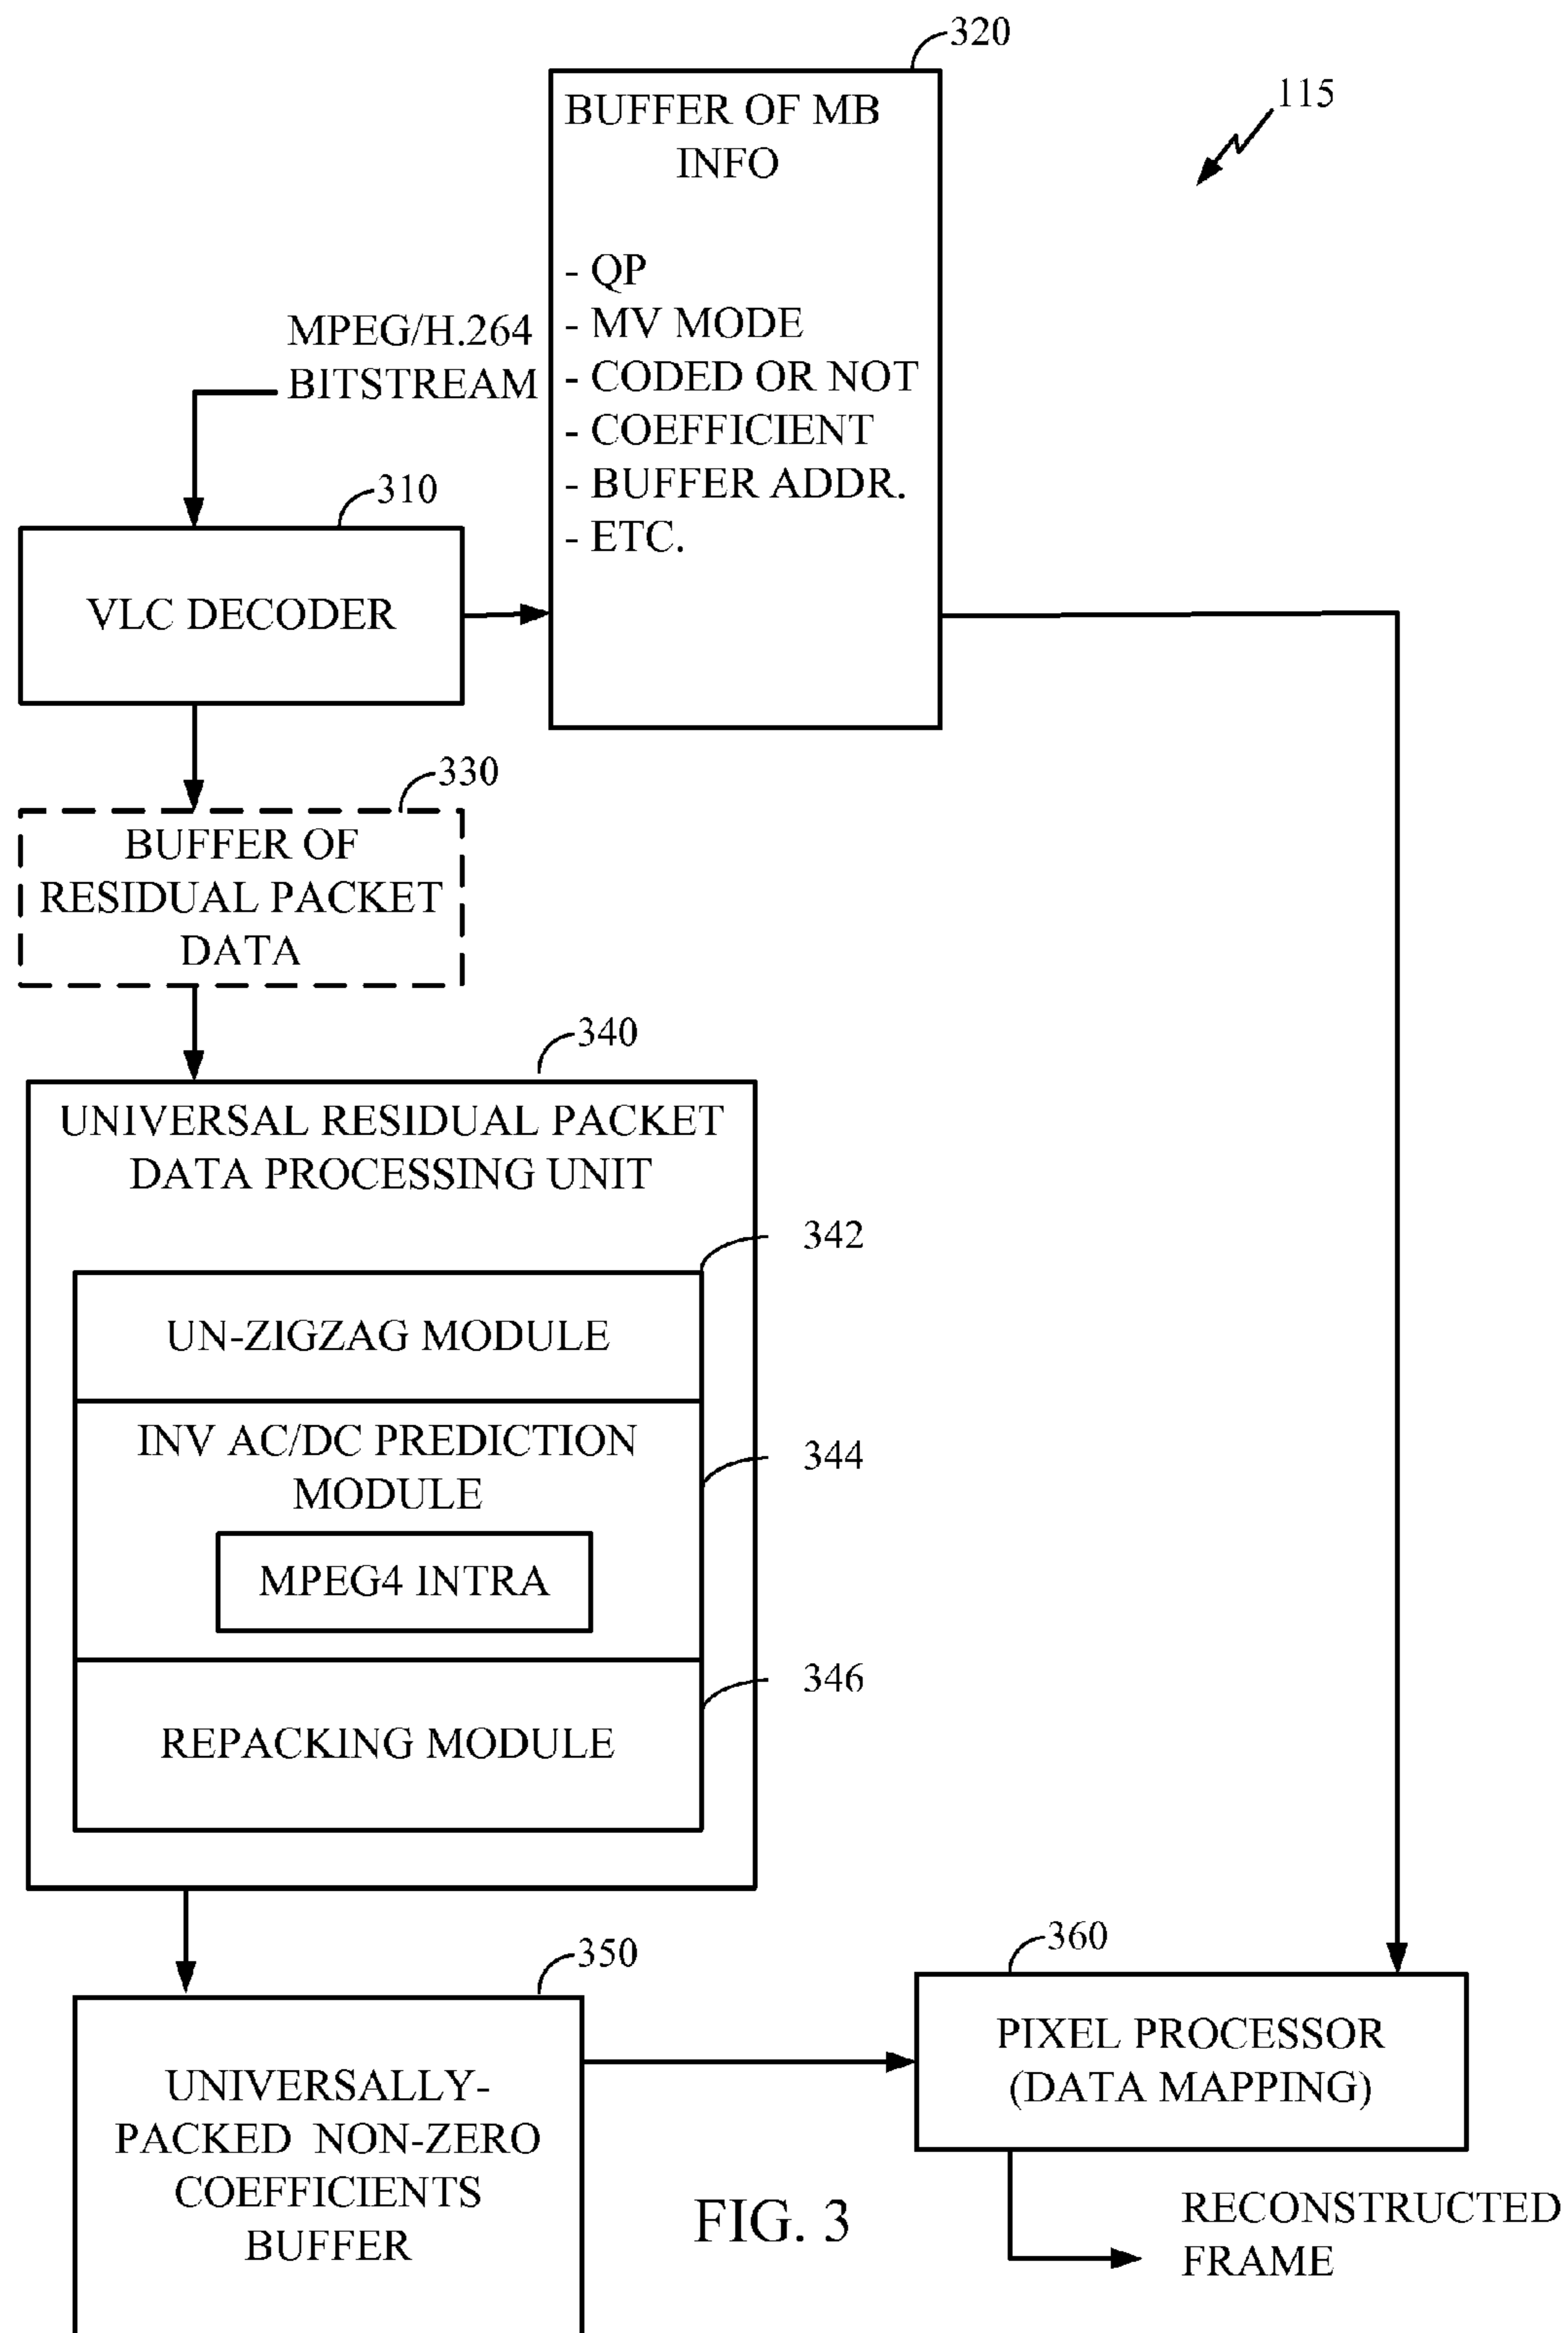 320
BUFFER OF MB
INFO
115
- QP
- MV MODE
- CODED OR NOT
- COEFFICIENT
- BUFFER ADDR.
- ETC.
MPEG/H.264
BITSTREAM
310
VLC DECODER
330
BUFFER OF
RESIDUAL PACKET
DATA
340
UNIVERSAL RESIDUAL PACKET
DATA PROCESSING UNIT
342
UN-ZIGZAG MODULE
INV AC/DC PREDICTION
MODULE
344
MPEG4 INTRA
346
REPACKING MODULE
350
UNIVERSALLY-
PACKED NON-ZERO
COEFFICIENTS
BUFFER
360
PIXEL PROCESSOR
(DATA MAPPING)
FIG. 3
RECONSTRUCTED
FRAME